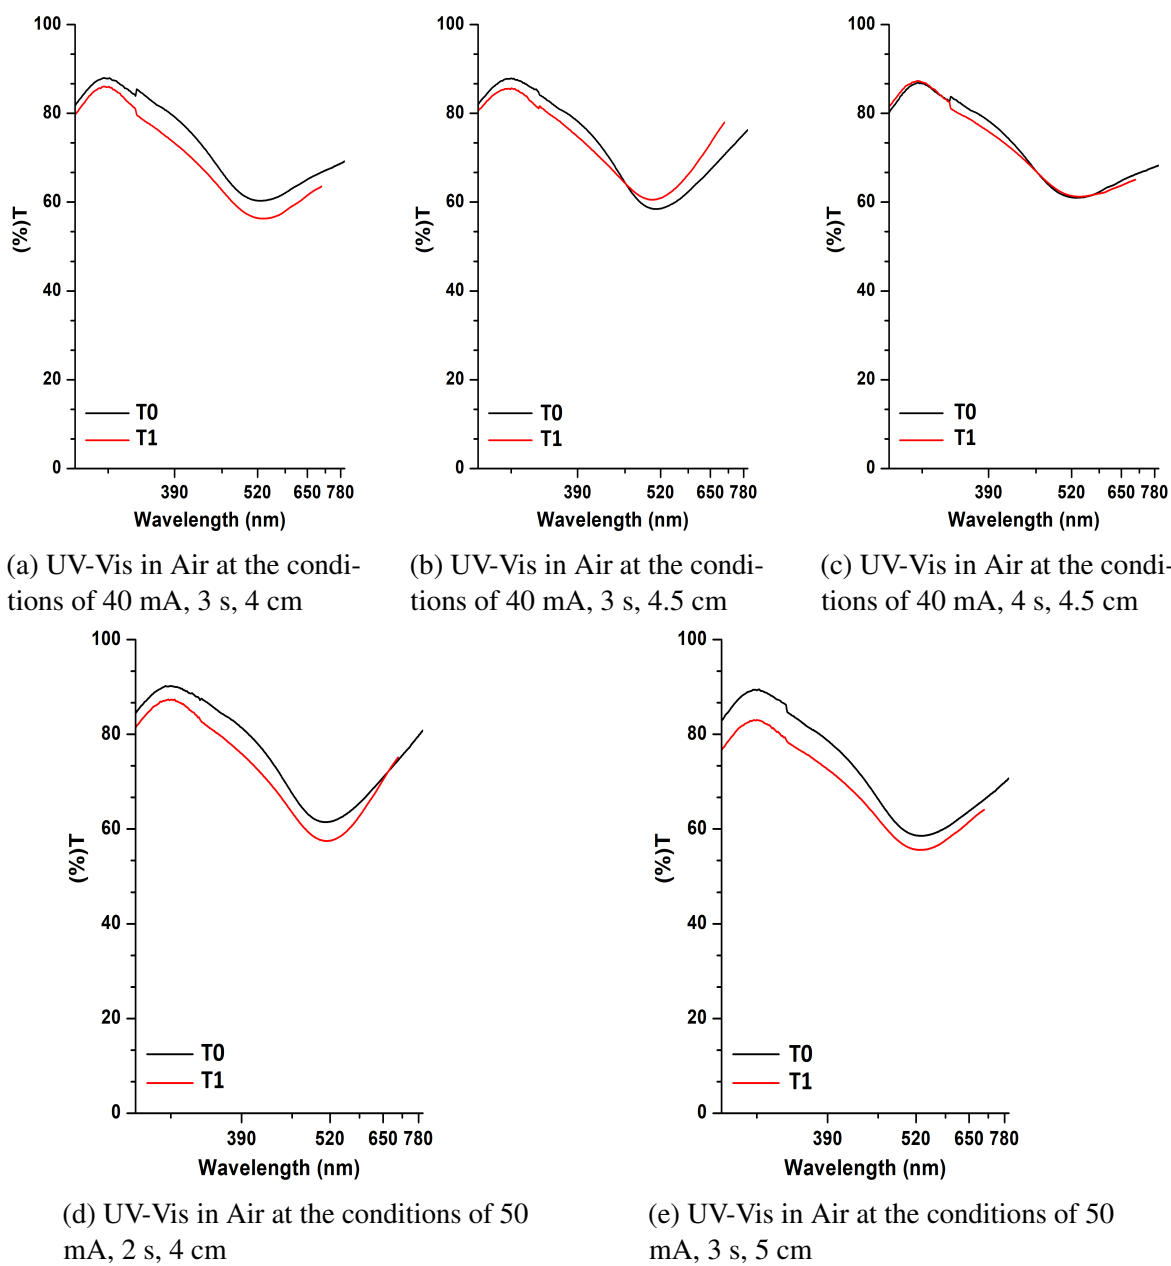 100
80
60
40
20
0
(%)T
T0
T1
390 520 650 780
Wavelength (nm)
(a) UV-Vis in Air at the condi-
tions of 40 mA, 3 s, 4 cm
100
80
60
40
20
0
(%)T
T0
T1
390 520 650 780
Wavelength (nm)
(b) UV-Vis in Air at the condi-
tions of 40 mA, 3 s, 4.5 cm
100
80
60
40
20
0
(%)T
T0
T1
390 520 650 780
Wavelength (nm)
(c) UV-Vis in Air at the condi-
tions of 40 mA, 4 s, 4.5 cm
100
80
60
40
20
0
(%)T
T0
T1
390 520 650 780
Wavelength (nm)
(d) UV-Vis in Air at the conditions of 50
mA, 2 s, 4 cm
100
80
60
40
20
0
(%)T
T0
T1
390 520 650 780
Wavelength (nm)
(e) UV-Vis in Air at the conditions of 50
mA, 3 s, 5 cm